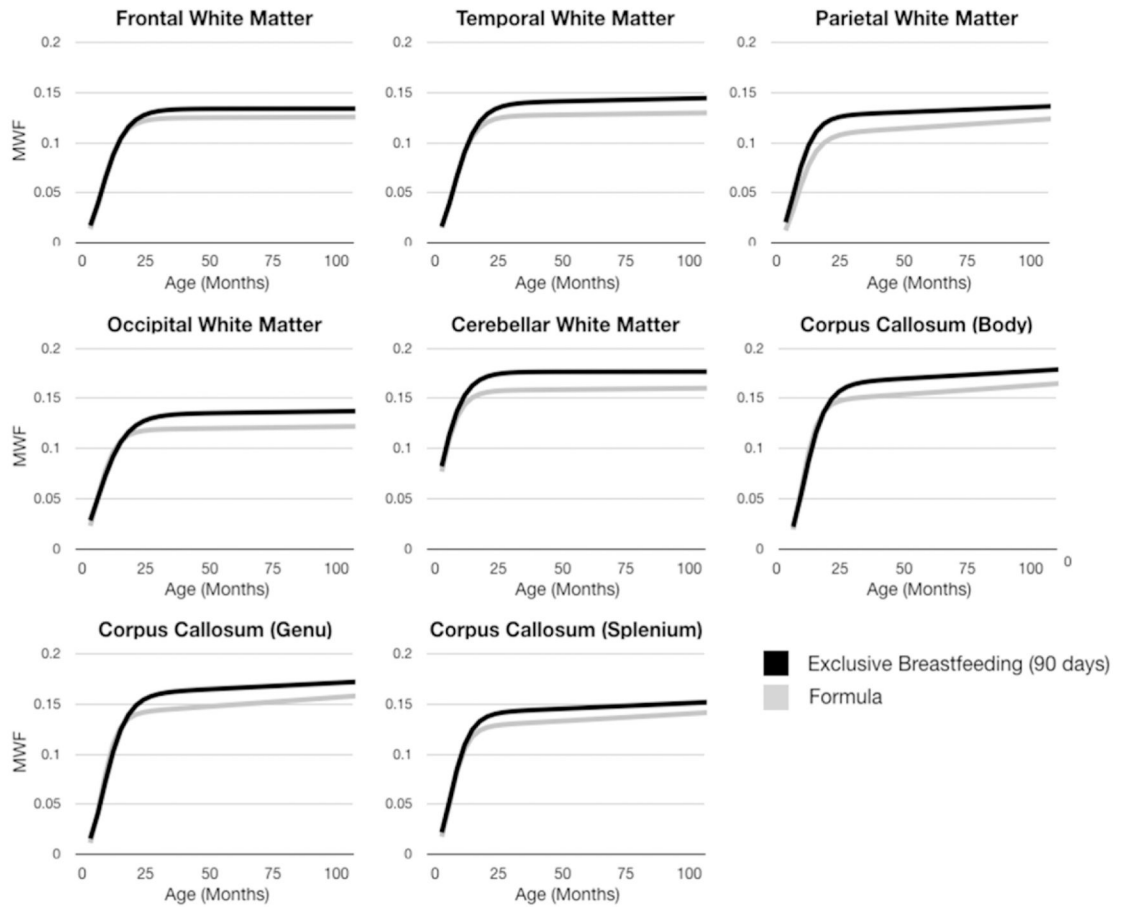 Frontal White Matter
0.2
0.15
0.1
0.05
0
MWF
0 25 50 75 100
Age (Months)
Temporal White Matter
0.2
0.15
0.1
0.05
0
0 25 50 75 100
Age (Months)
Parietal White Matter
0.2
0.15
0.1
0.05
0
0 25 50 75 100
Age (Months)
Occipital White Matter
0.2
0.15
0.1
0.05
0
MWF
0 25 50 75 100
Age (Months)
Cerebellar White Matter
0.2
0.15
0.1
0.05
0
0 25 50 75 100
Age (Months)
Corpus Callosum (Body)
0.2
0.15
0.1
0.05
0
0 25 50 75 100
0
Age (Months)
Corpus Callosum (Genu)
0.2
0.15
0.1
0.05
0
MWF
0 25 50 75 100
Age (Months)
Corpus Callosum (Splenium)
0.2
0.15
0.1
0.05
0
0 25 50 75 100
Age (Months)
Exclusive Breastfeeding (90 days)
Formula